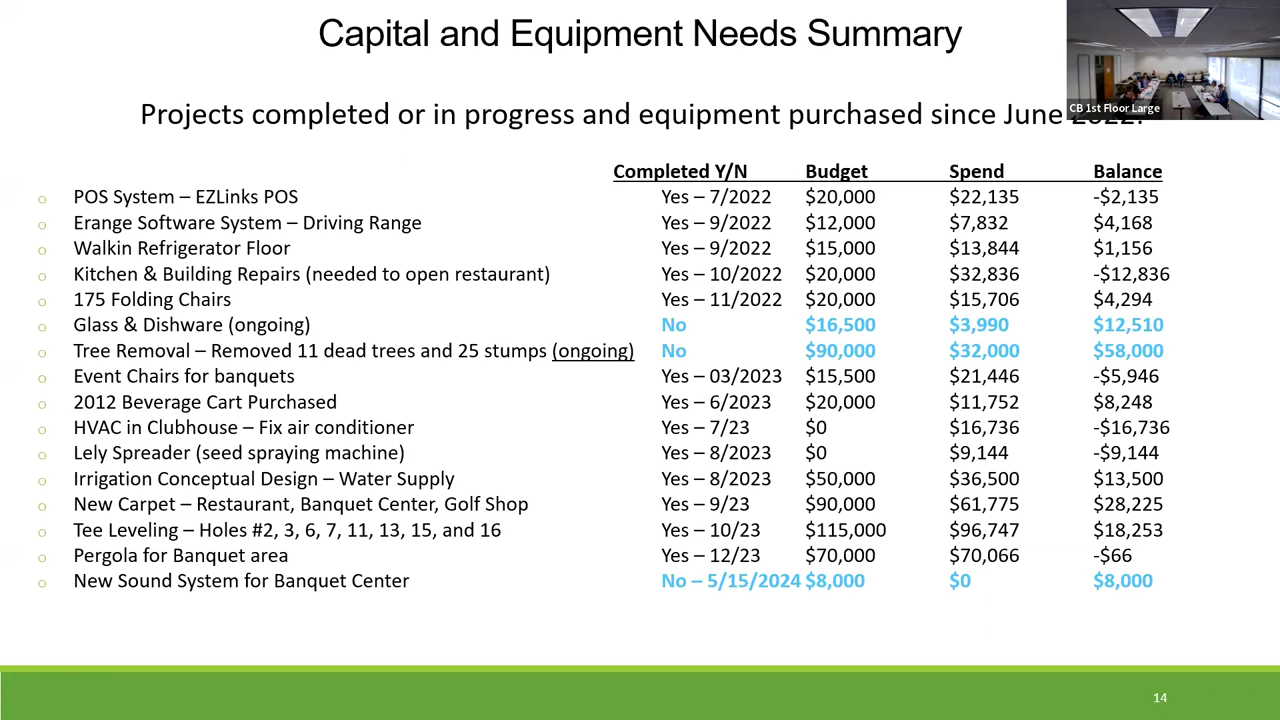 Capital and Equipment Needs Summary
CB 1st Floor Large
Projects completed or in progress and equipment purchased since June
Completed Y/N Budget Spend Balance
o POS System – EZLinks POS Yes – 7/2022 $20,000 $22,135 -$2,135
o Erange Software System – Driving Range Yes – 9/2022 $12,000 $7,832 $4,168
o Walkin Refrigerator Floor Yes – 9/2022 $15,000 $13,844 $1,156
o Kitchen & Building Repairs (needed to open restaurant) Yes – 10/2022 $20,000 $32,836 -$12,836
o 175 Folding Chairs Yes – 11/2022 $20,000 $15,706 $4,294
o Glass & Dishware (ongoing) No $16,500 $3,990 $12,510
o Tree Removal – Removed 11 dead trees and 25 stumps (ongoing) No $90,000 $32,000 $58,000
o Event Chairs for banquets Yes – 03/2023 $15,500 $21,446 -$5,946
o 2012 Beverage Cart Purchased Yes – 6/2023 $20,000 $11,752 $8,248
o HVAC in Clubhouse – Fix air conditioner Yes – 7/23 $0 $16,736 -$16,736
o Lely Spreader (seed spraying machine) Yes – 8/2023 $0 $9,144 -$9,144
o Irrigation Conceptual Design – Water Supply Yes – 8/2023 $50,000 $36,500 $13,500
o New Carpet – Restaurant, Banquet Center, Golf Shop Yes – 9/23 $90,000 $61,775 $28,225
o Tee Leveling – Holes #2, 3, 6, 7, 11, 13, 15, and 16 Yes – 10/23 $115,000 $96,747 $18,253
o Pergola for Banquet area Yes – 12/23 $70,000 $70,066 -$66
o New Sound System for Banquet Center No – 5/15/2024 $8,000 $0 $8,000
14